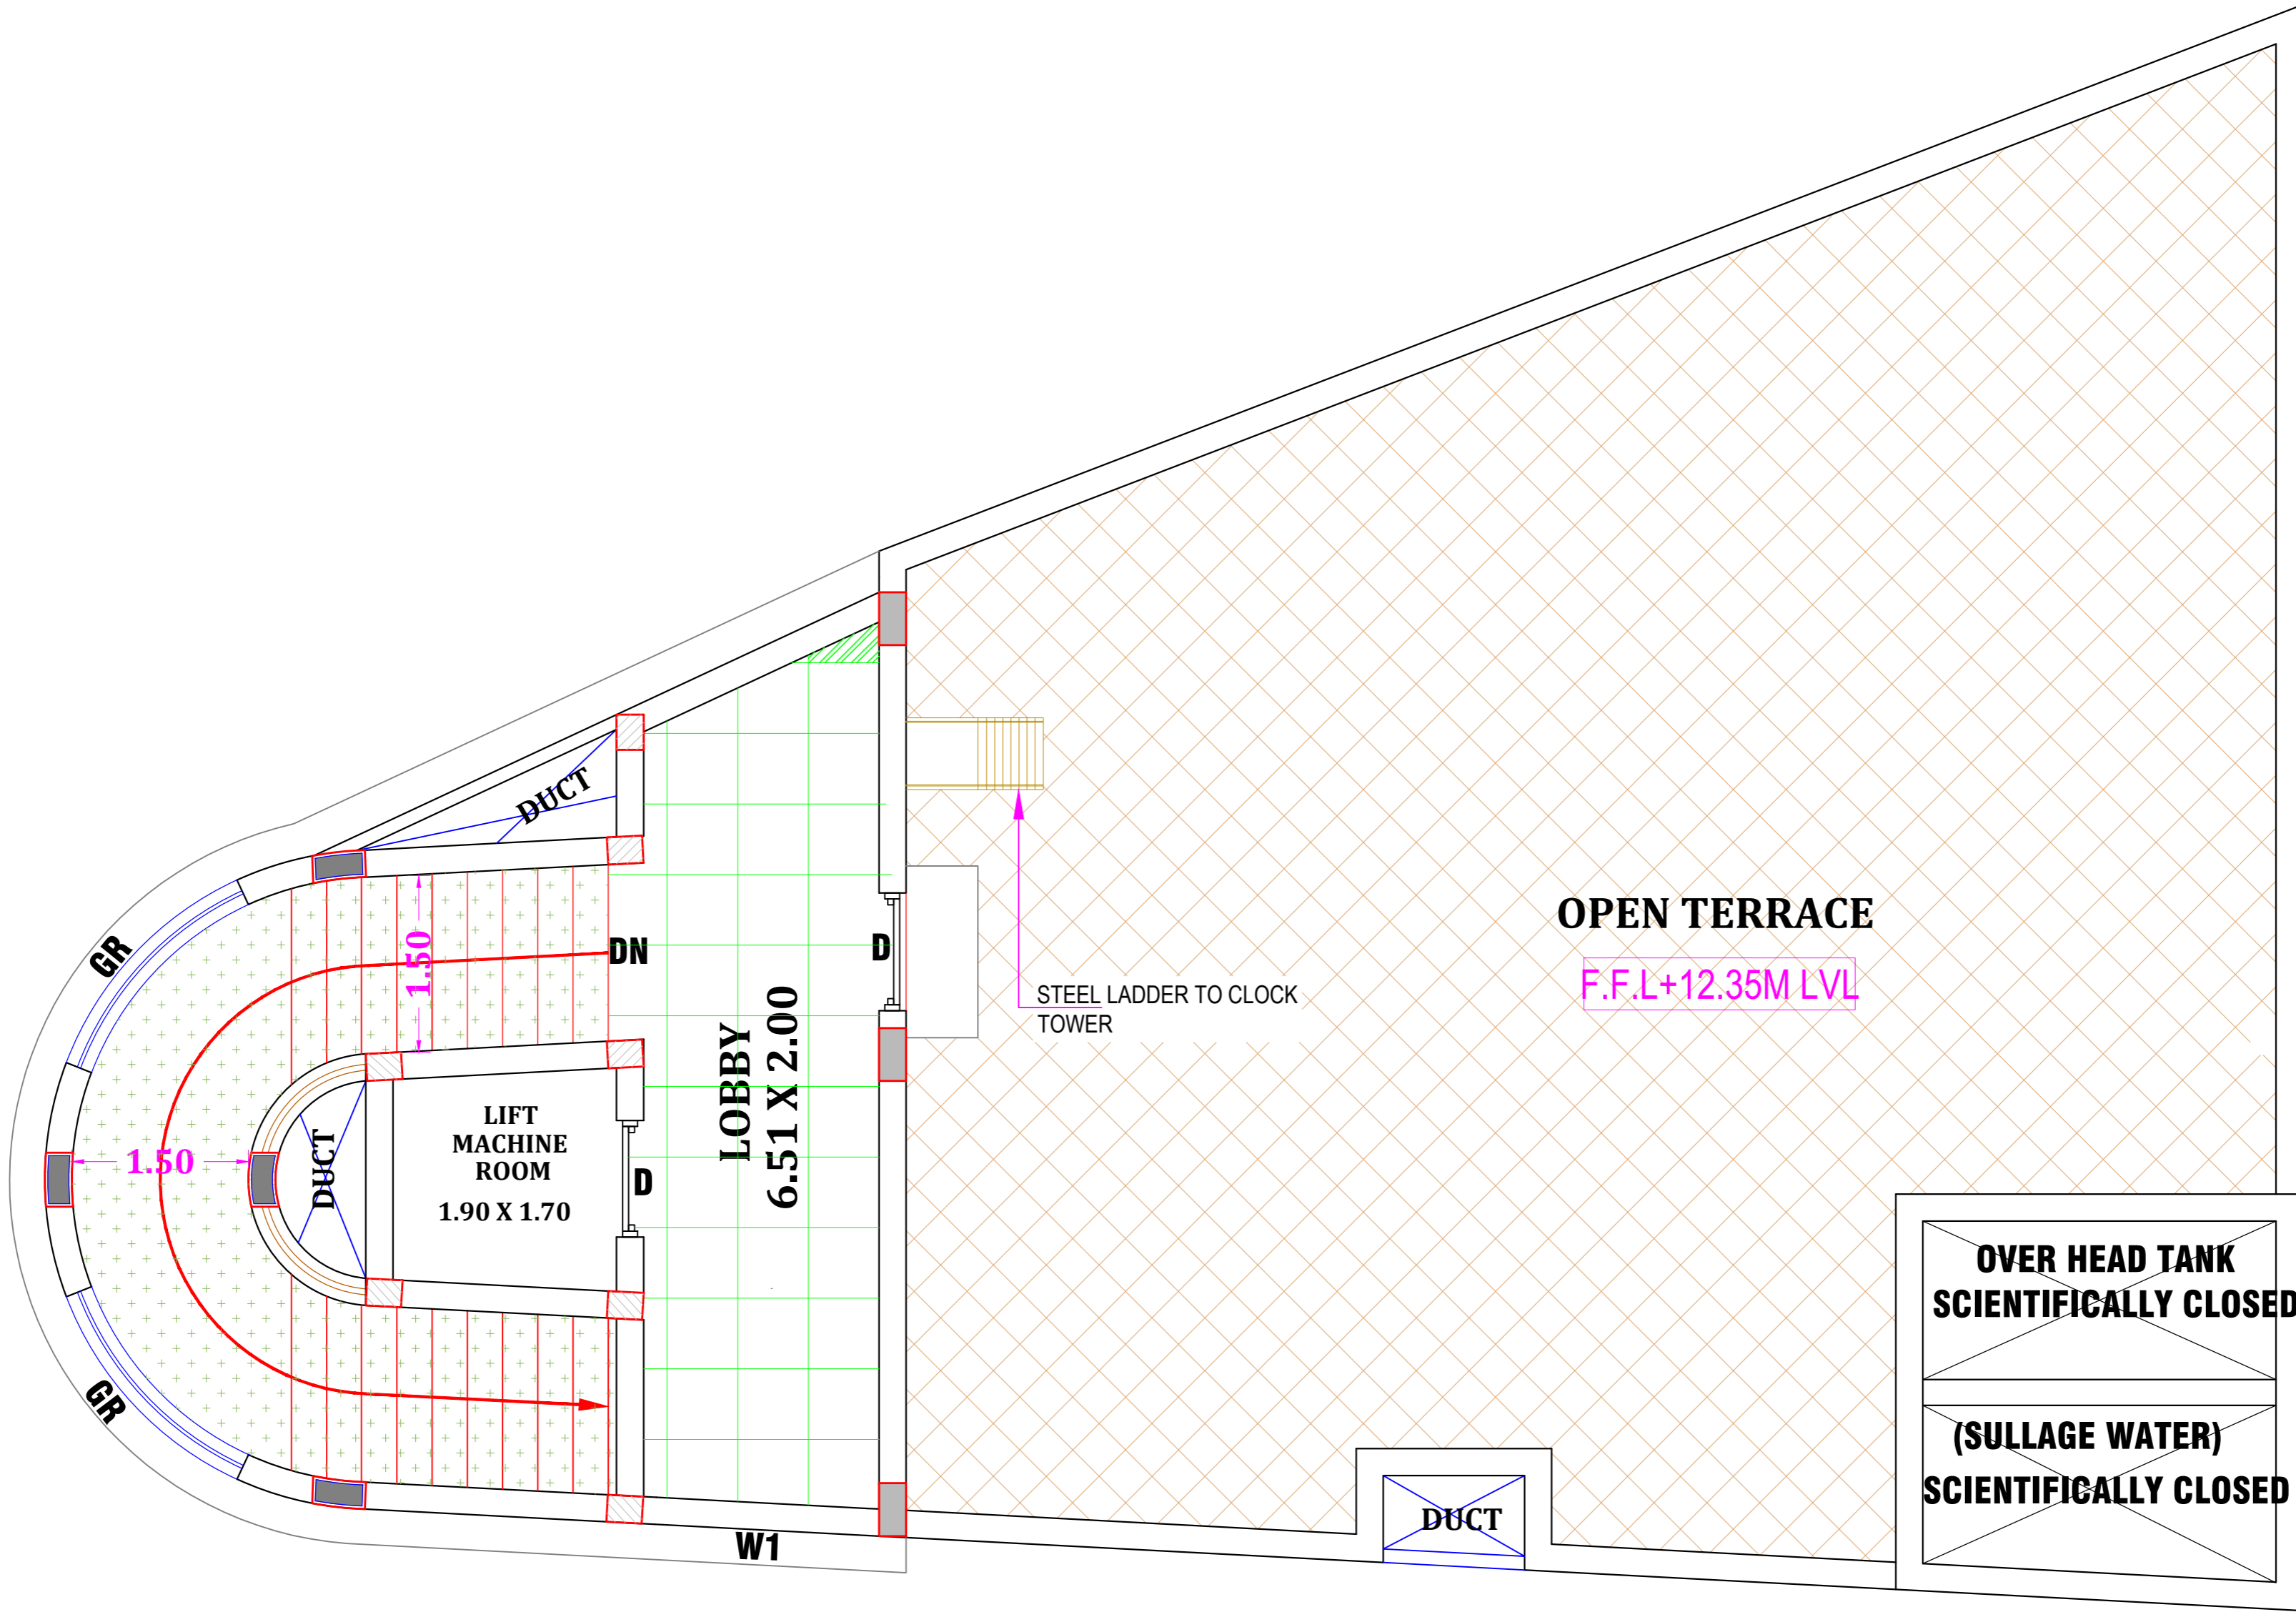 DUCT
GR
1.50
DN
D
OPEN TERRACE
F.F.L+12.35M LVL
STEEL LADDER TO CLOCK
TOWER
LOBBY
6.51 X 2.00
LIFT
MACHINE
ROOM
1.90 X 1.70
1.50
DUCT
D
OVER HEAD TANK
SCIENTIFICALLY CLOSED
(SULLAGE WATER)
SCIENTIFICALLY CLOSED
GR
DUCT
W1